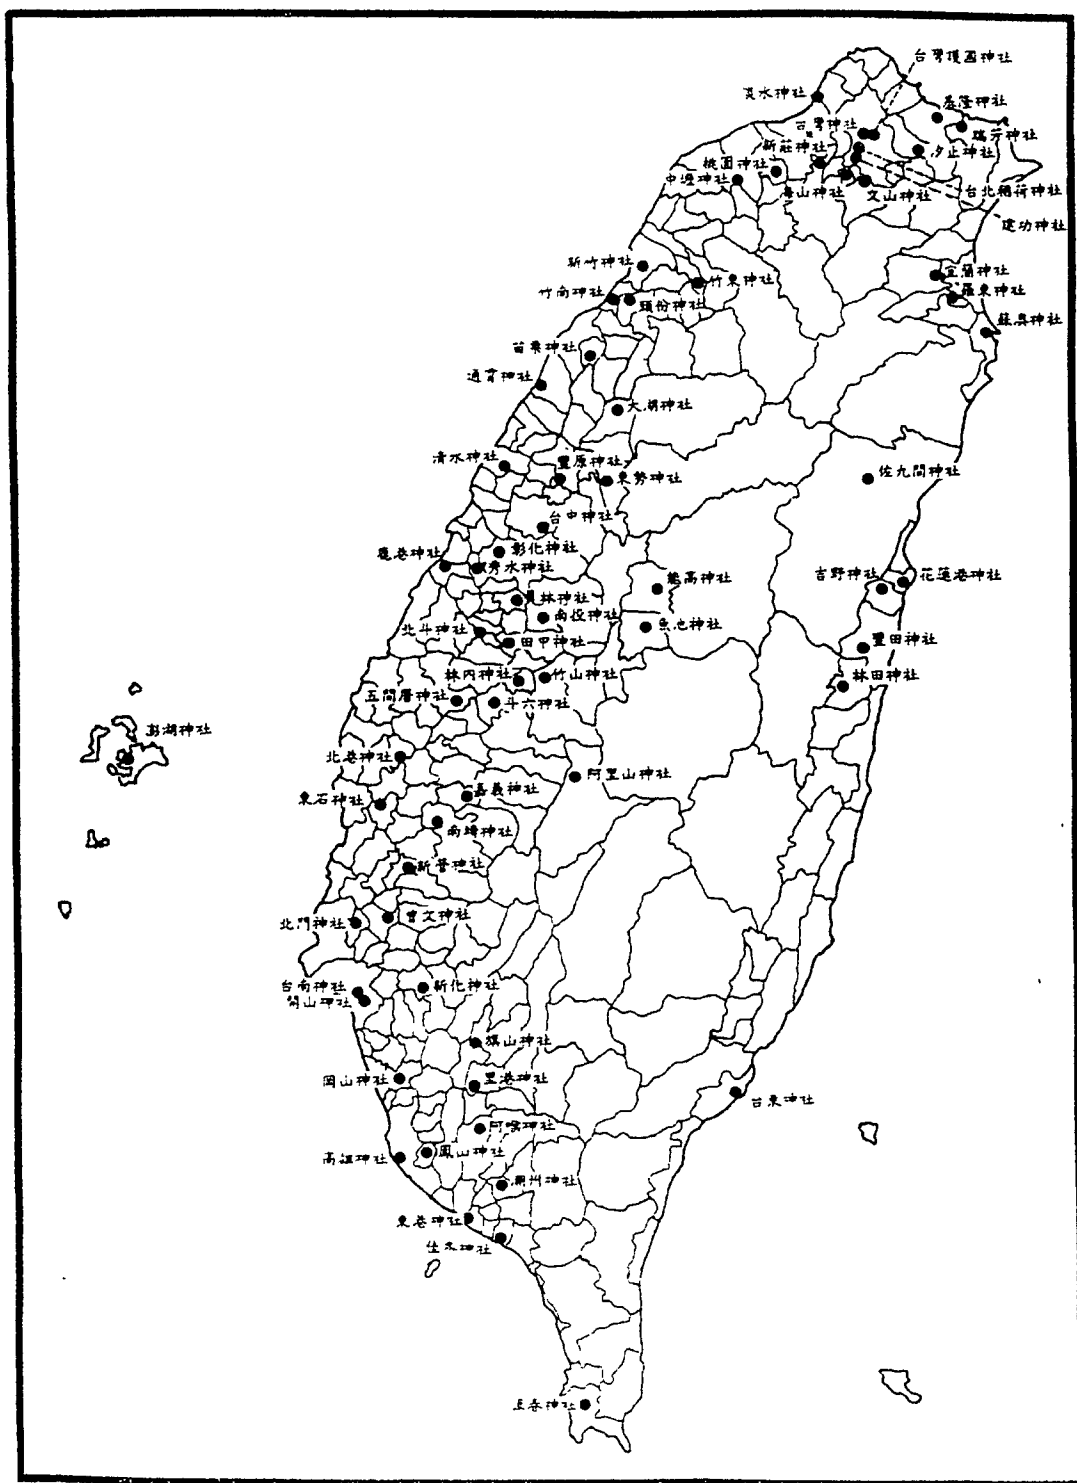 台灣護國神社
淡水神社
基隆神社
台灣神社
瑞芳神社
新莊神社
汐止神社
桃園神社
中壢神社
海山神社
文山神社
台北稻荷神社
建功神社
新竹神社
宜蘭神社
竹東神社
羅東神社
竹南神社
頭份神社
蘇奧神社
苗栗神社
通宵神社
大湖神社
清水神社
豐原神社
東勢神社
佐九間神社
台中神社
鹿港神社
彰化神社
秀水神社
能高神社
吉野神社
花蓮港神社
員林神社
南投神社
魚池神社
北斗神社
田中神社
豐田神社
林內神社
竹山神社
林田神社
五間厝神社
斗六神社
澎湖神社
北港神社
阿里山神社
東石神社
嘉義神社
南靖神社
新營神社
北門神社
曾文神社
台南神社
開山神社
新化神社
旗山神社
岡山神社
里港神社
台東神社
阿喉神社
高雄神社
鳳山神社
潮州神社
東港神社
佳冬神社
恆春神社